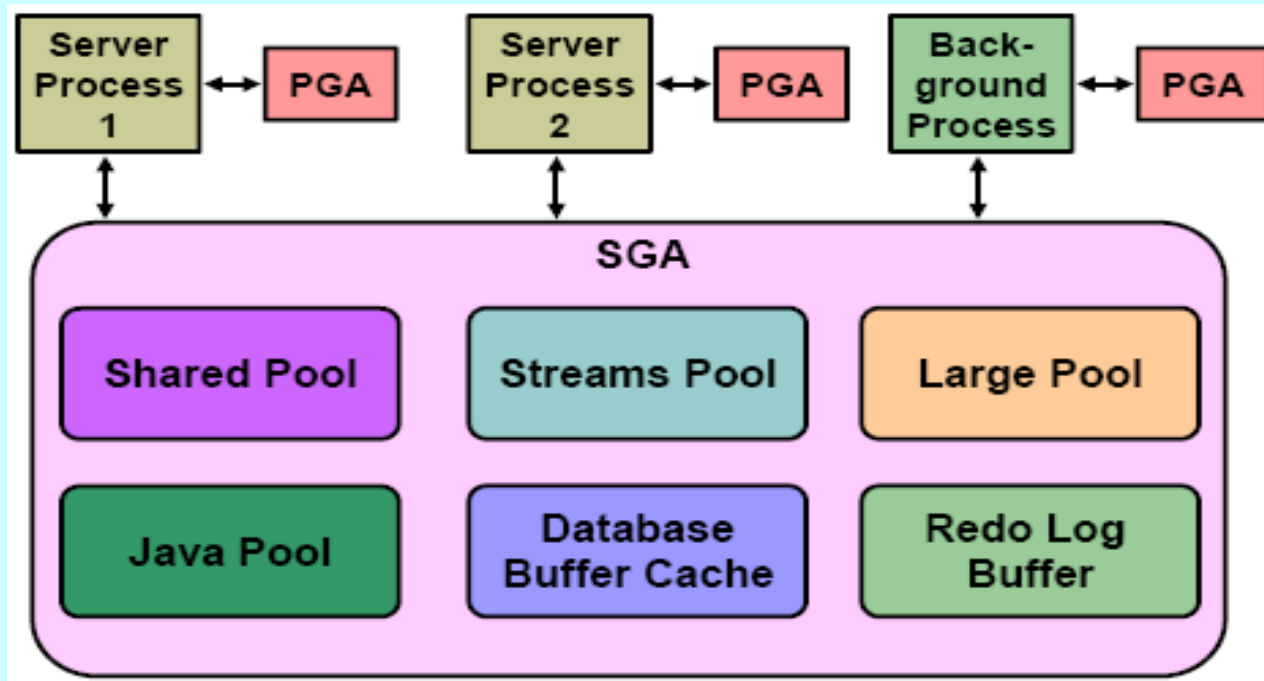 Server
Process
1
PGA
Server
Process
2
PGA
Back-
ground
Process
PGA
SGA
Shared Pool
Streams Pool
Large Pool
Java Pool
Database
Buffer Cache
Redo Log
Buffer